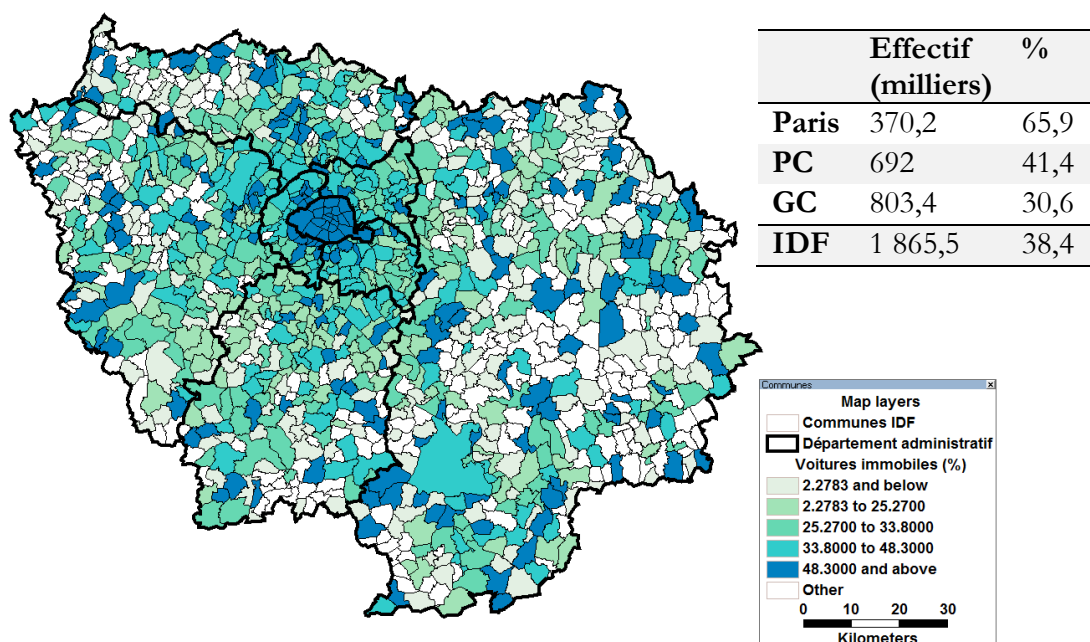 Effectif %
(milliers)
Paris 370,2 65,9
PC 692 41,4
GC 803,4 30,6
IDF 1 865,5 38,4
Communes x
Map layers
Communes IDF
Département administratif
Voitures immobiles (%)
2.2783 and below
2.2783 to 25.2700
25.2700 to 33.8000
33.8000 to 48.3000
48.3000 and above
Other
0 10 20 30
Kilometers